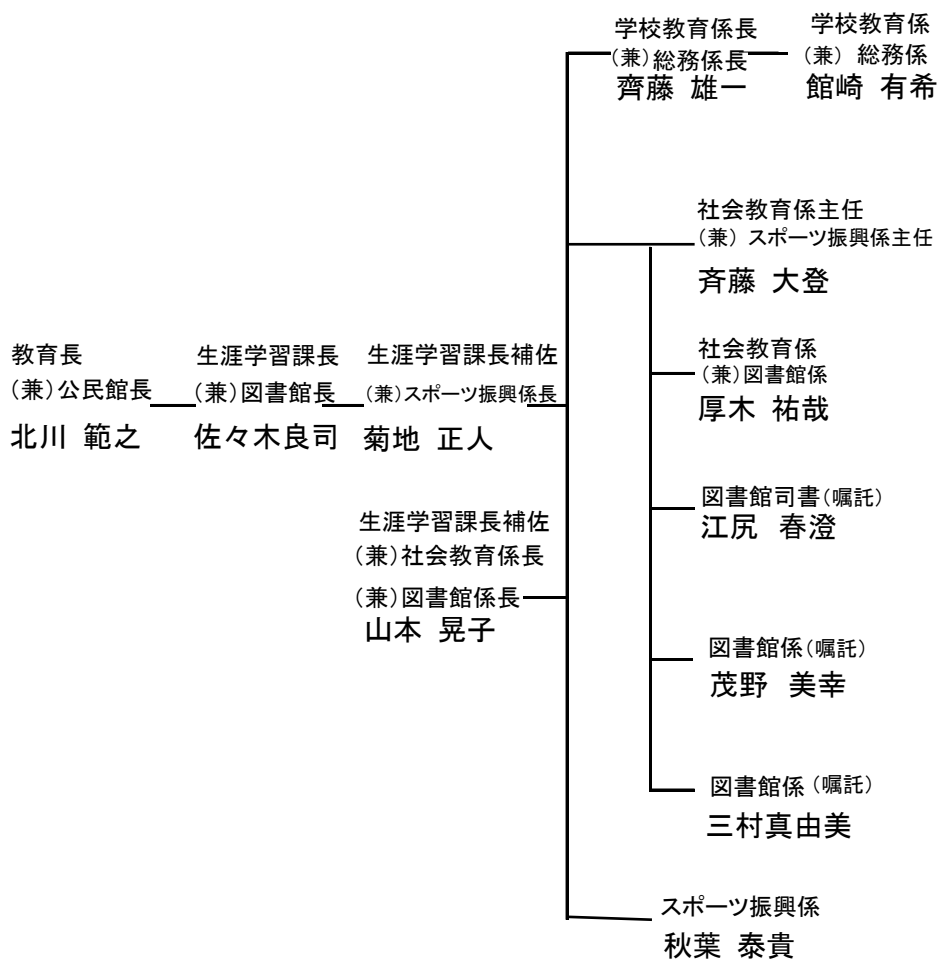 学校教育係長
(兼)総務係長
齊藤 雄一
学校教育係
(兼) 総務係
館崎 有希
社会教育係主任
(兼) スポーツ振興係主任
斉藤 大登
社会教育係
(兼)図書館係
厚木 祐哉
教育長
(兼)公民館長
北川 範之
生涯学習課長
(兼)図書館長
佐々木良司
生涯学習課長補佐
(兼)スポーツ振興係長
菊地 正人
生涯学習課長補佐
(兼)社会教育係長
(兼)図書館係長
山本 晃子
図書館司書(嘱託)
江尻 春澄
図書館係(嘱託)
茂野 美幸
図書館係(嘱託)
三村真由美
スポーツ振興係
秋葉 泰貴